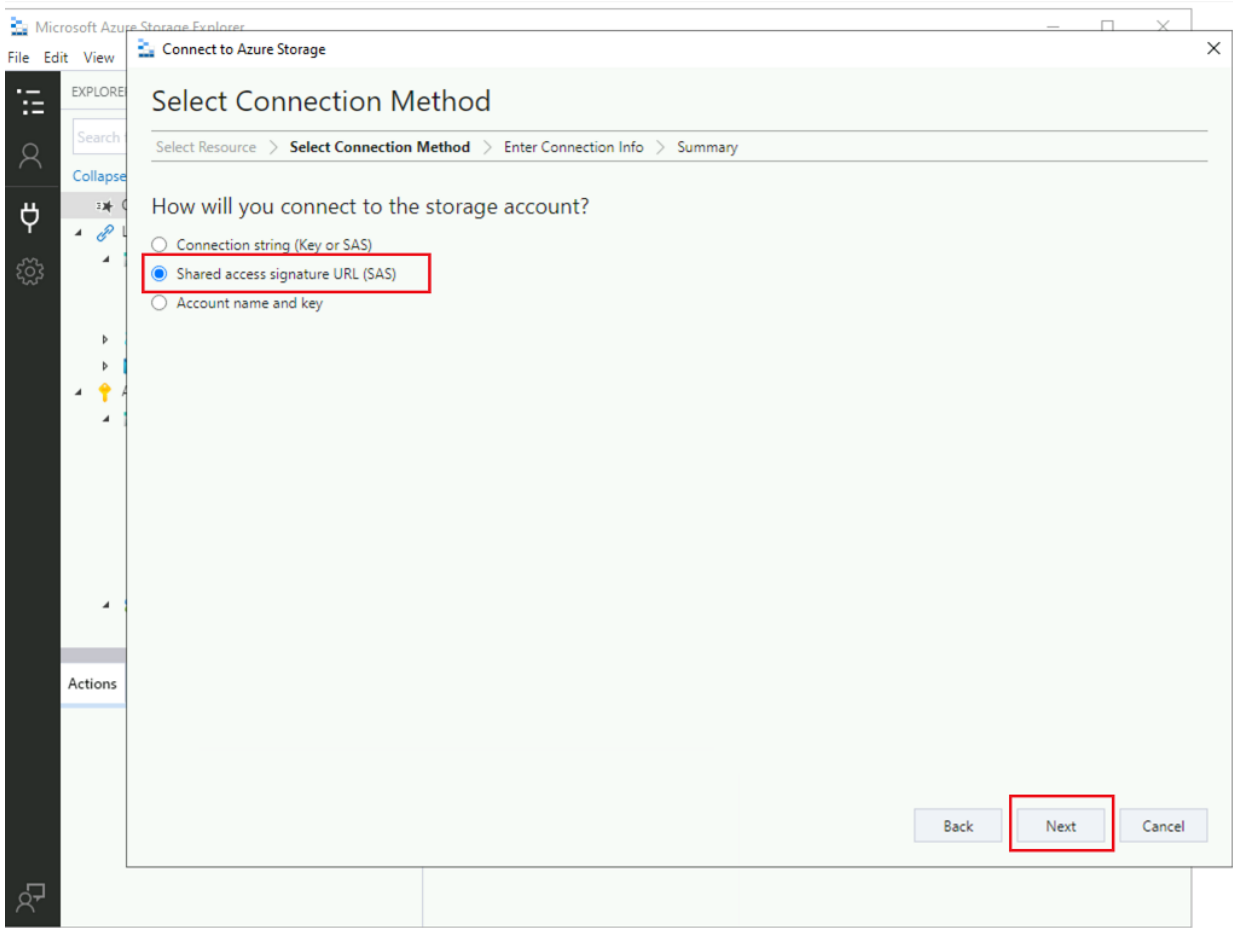 Microsoft Azure Storage Explorer
File Edit View
Connect to Azure Storage
EXPLORE
Search
Collapse
Actions
Select Connection Method
Select Resource > Select Connection Method > Enter Connection Info > Summary
How will you connect to the storage account?
Connection string (Key or SAS)
Shared access signature URL (SAS)
Account name and key
Back Next Cancel